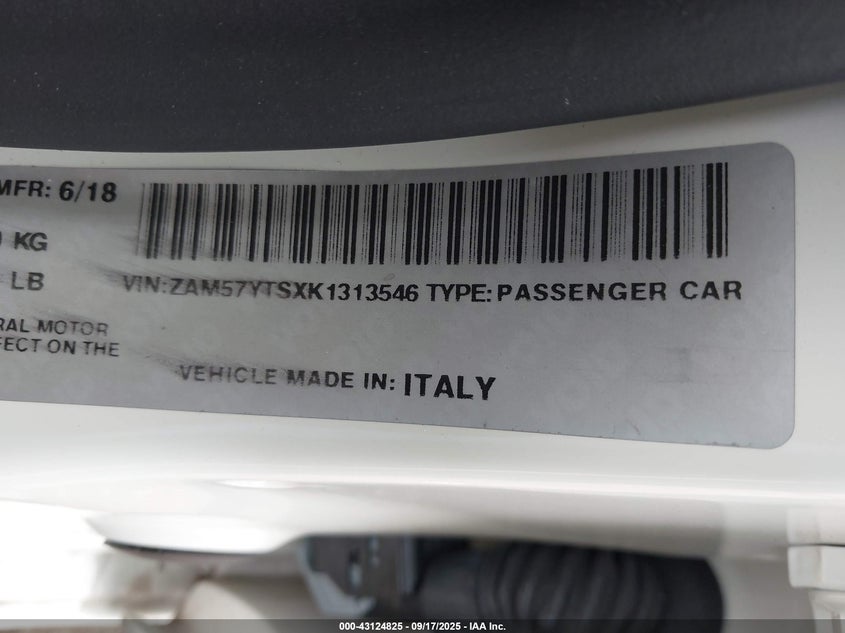 MFR: 6/18
KG
LB
VIN:ZAM57YTSXK1313546 TYPE: PASSENGER CAR
RAL MOTOR
FECT ON THE
VEHICLE MADE IN: ITALY
000-43124825 - 09/17/2025 - IAA Inc.